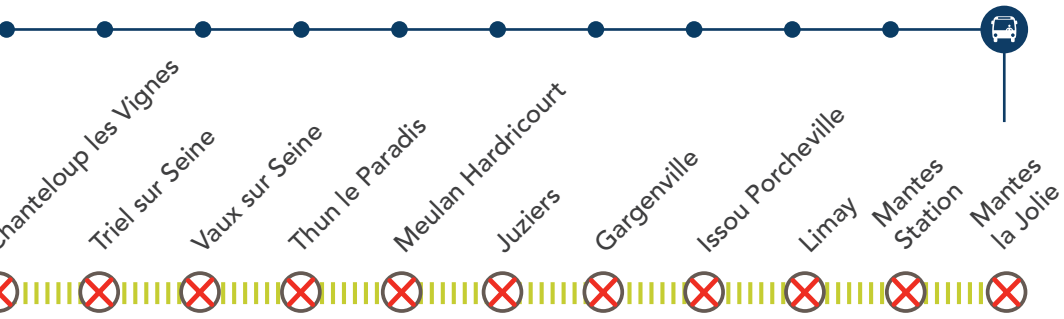 hanteloup les Vignes
Triel sur Seine
Vaux sur Seine
Thun le Paradis
Meulan Hardricourt
Juziers
Gargenville
Issou Porcheville
Limay
Mantes
Station
Mantes
la Jolie